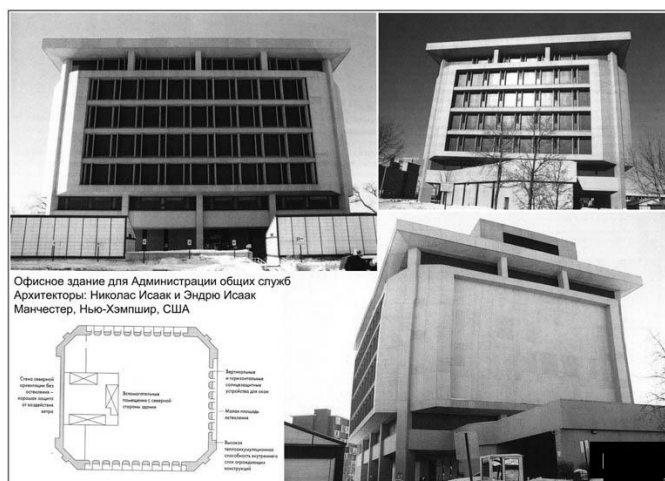 Офисное здание для Администрации общих служб
Архитекторы: Николас Исаак и Эндрю Исаак
Манчестер, Нью-Хэмпшир, США
Стена северной
ориентации без
остекления –
хорошая защита
от воздействия
ветра
Вспомогательные
помещения с северной
стороны здания
Вертикальные
и горизонтальные
солнцезащитные
устройства для окон
Малая площадь
остекления
Высокая
теплоаккумуляционная
способность внутреннего
слоя ограждающих
конструкций